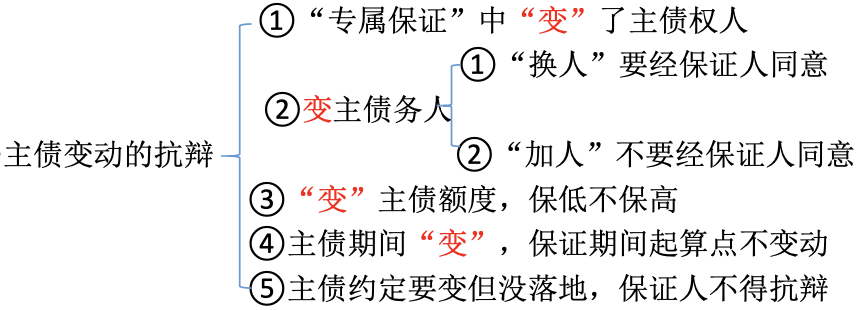 ①“专属保证”中“变”了主债权人
①“换人”要经保证人同意
②变主债务人
主债变动的抗辩
②“加人”不要经保证人同意
③“变”主债额度，保低不保高
④主债期间“变”，保证期间起算点不变动
⑤主债约定要变但没落地，保证人不得抗辩